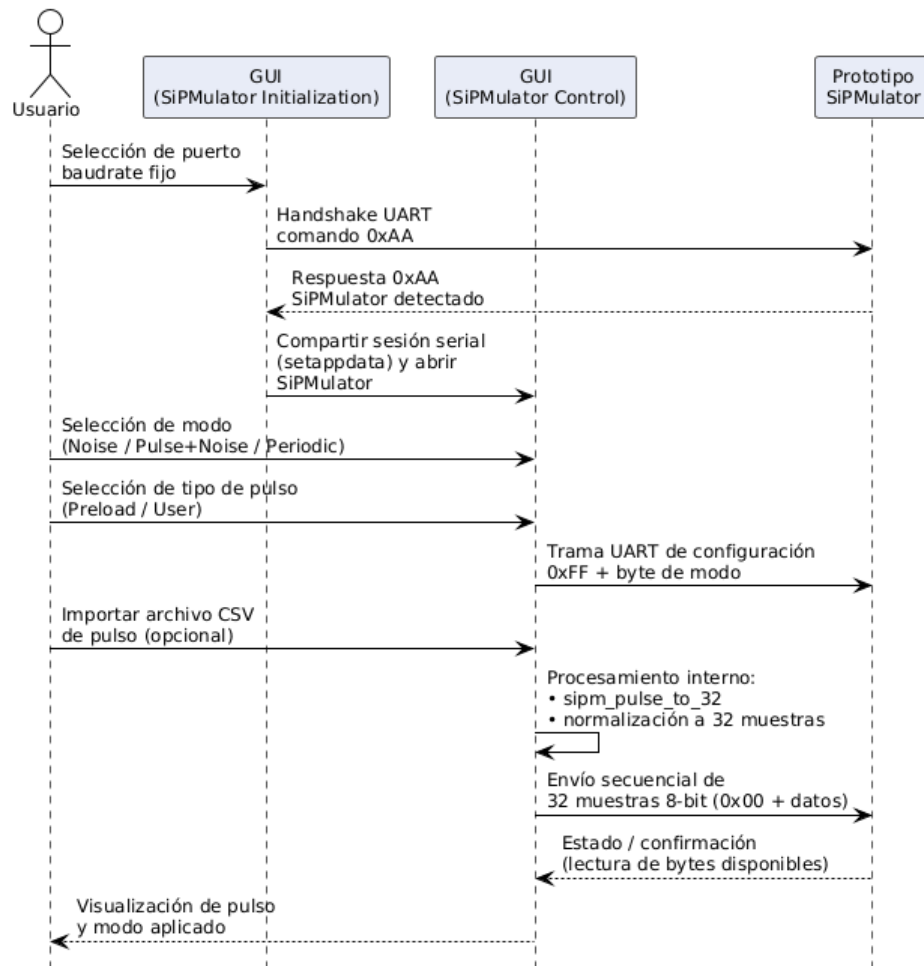 Usuario
GUI
(SiPMulator Initialization)
GUI
(SiPMulator Control)
Prototipo
SiPMulator
Selección de puerto
baudrate fijo
Handshake UART
comando 0xAA
Respuesta 0xAA
SiPMulator detectado
Compartir sesión serial
(setappdata) y abrir
SiPMulator
Selección de modo
(Noise / Pulse+Noise / Periodic)
Selección de tipo de pulso
(Preload / User)
Trama UART de configuración
0xFF + byte de modo
Importar archivo CSV
de pulso (opcional)
Procesamiento interno:
• sipm_pulse_to_32
• normalización a 32 muestras
Envío secuencial de
32 muestras 8-bit (0x00 + datos)
Estado / confirmación
(lectura de bytes disponibles)
Visualización de pulso
y modo aplicado